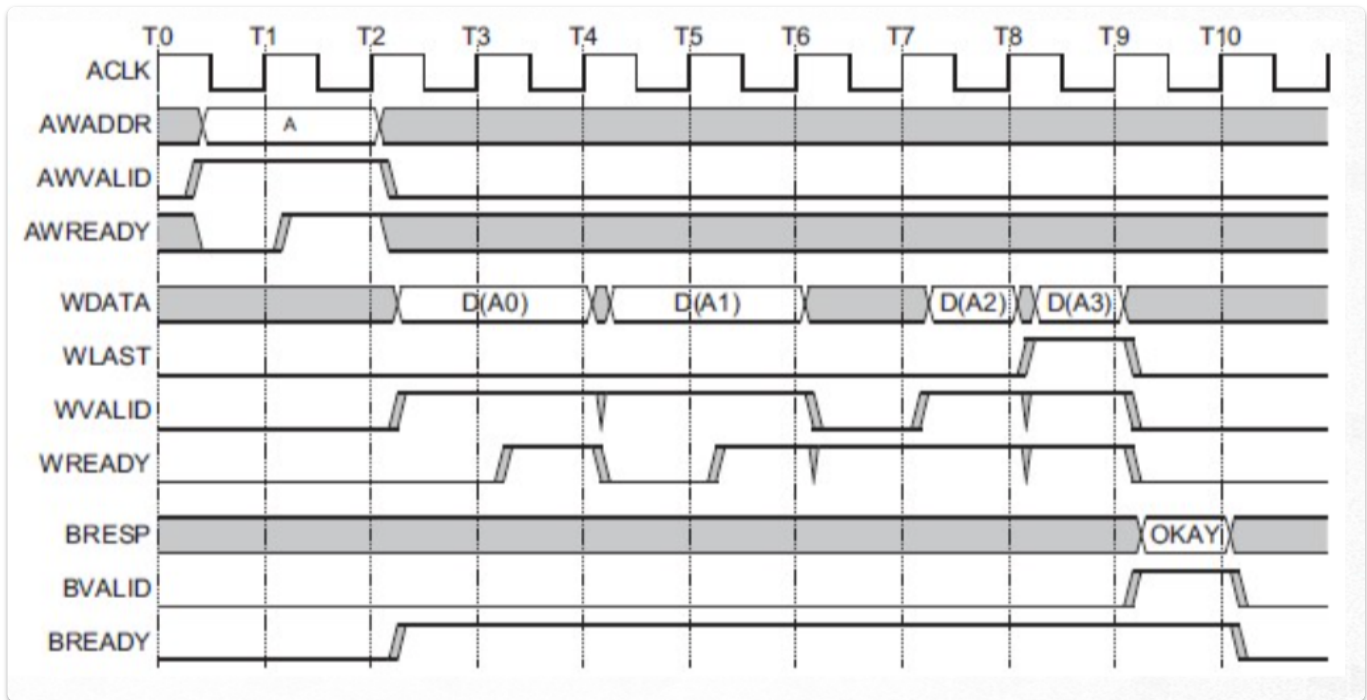 T0 T1 T2 T3 T4 T5 T6 T7 T8 T9 T10
ACLK
AWADDR A
AWVALID
AWREADY
WDATA D(A0) D(A1) D(A2) D(A3)
WLAST
WVALID
WREADY
BRESP OKAY
BVALID
BREADY